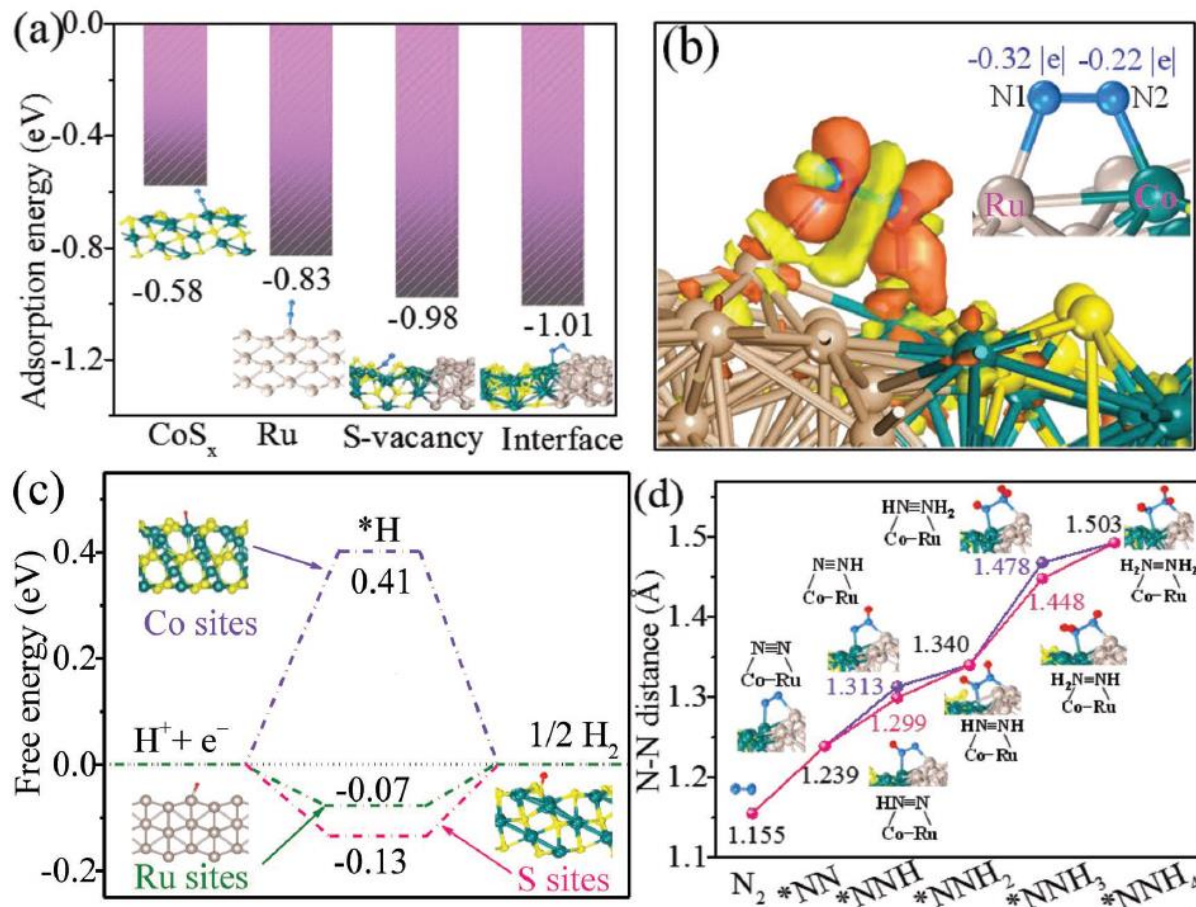 (a)
0.0
-0.4
-0.8
-1.2
Adsorption energy (eV)
-0.58
-0.83
-0.98
-1.01
CoSₓ
Ru
S-vacancy
Interface
(b)
-0.32 |e|
-0.22 |e|
N1
N2
Ru
Co
(c)
0.4
0.2
0.0
-0.2
Free energy (eV)
*H
0.41
Co sites
H⁺+ e⁻
1/2 H₂
-0.07
-0.13
Ru sites
S sites
(d)
1.5
1.4
1.3
1.2
1.1
N-N distance (Å)
HN≡NH₂
Co-Ru
N≡NH
Co-Ru
N≡N
Co-Ru
1.503
1.478
1.448
H₂N≡NH₂
Co-Ru
1.340
1.313
1.299
H₂N≡NH
Co-Ru
HN≡NH
Co-Ru
1.239
HN≡N
Co-Ru
1.155
N₂
*NN
*NNH
*NNH₂
*NNH₃
*NNH₄